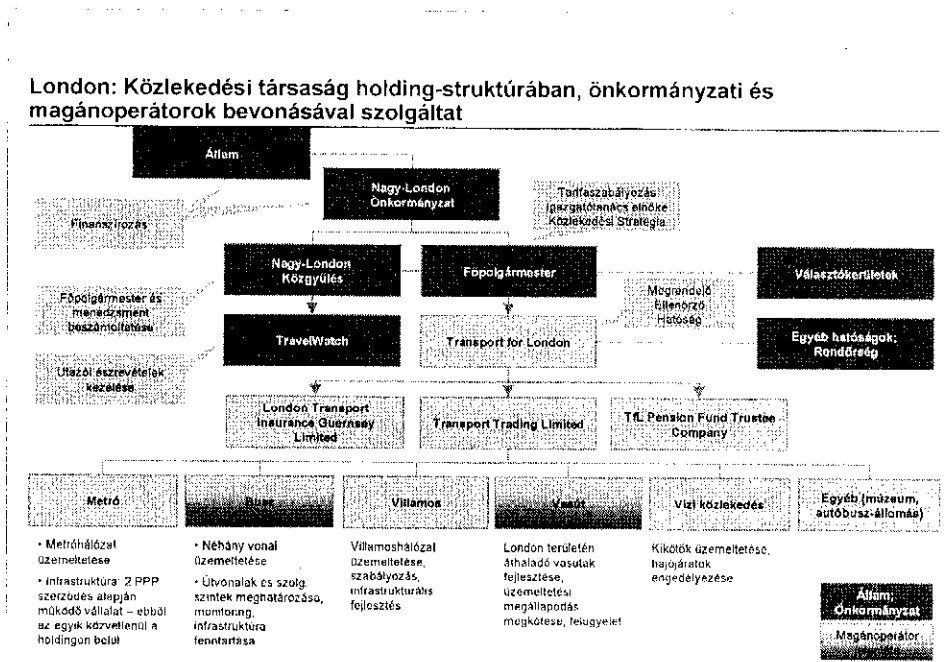 London: Közlekedési társaság holding-struktúrában, önkormányzati és
magánoperátorok bevonásával szolgáltat
Állam
Nagy-London
Önkormányzat
Tarifaszabályozás
Igazgatótanács elnöke
Közlekedési Stratégia
Finanszírozás
Nagy-London
Közgyűlés
Főpolgármester
Választókerületek
Megrendelő
Ellenőrző
Hatóság
Főpolgármester és
menedzsment
beszámoltatása
TravelWatch
Transport for London
Egyéb hatóságok;
Rendőrség
Utazói észrevételek
kezelése
London Transport
Insurance Guernsey
Limited
Transport Trading Limited
TfL Pension Fund Trustee
Company
Metró
Busz
Villamos
Vasút
Vízi közlekedés
Egyéb (múzeum,
autóbusz-állomás)
• Metróhálózat
üzemeltetése
• Infrastruktúra: 2 PPP
szerződés alapján
működő vállalat – ebből
az egyik közvetlenül a
holdingon belül
• Néhány vonal
üzemeltetése
• Útvonalak és szolg.
szintek meghatározása,
monitoring,
infrastruktúra
fenntartása
Villamoshálózat
üzemeltetése,
szabályozás,
infrastrukturális
fejlesztés
London területén
áthaladó vasutak
fejlesztése,
üzemeltetési
megállapodás
megkötése, felügyelet
Kikötők üzemeltetése,
hajójáratok
engedélyezése
Állam,
Önkormányzat
Magánoperátor